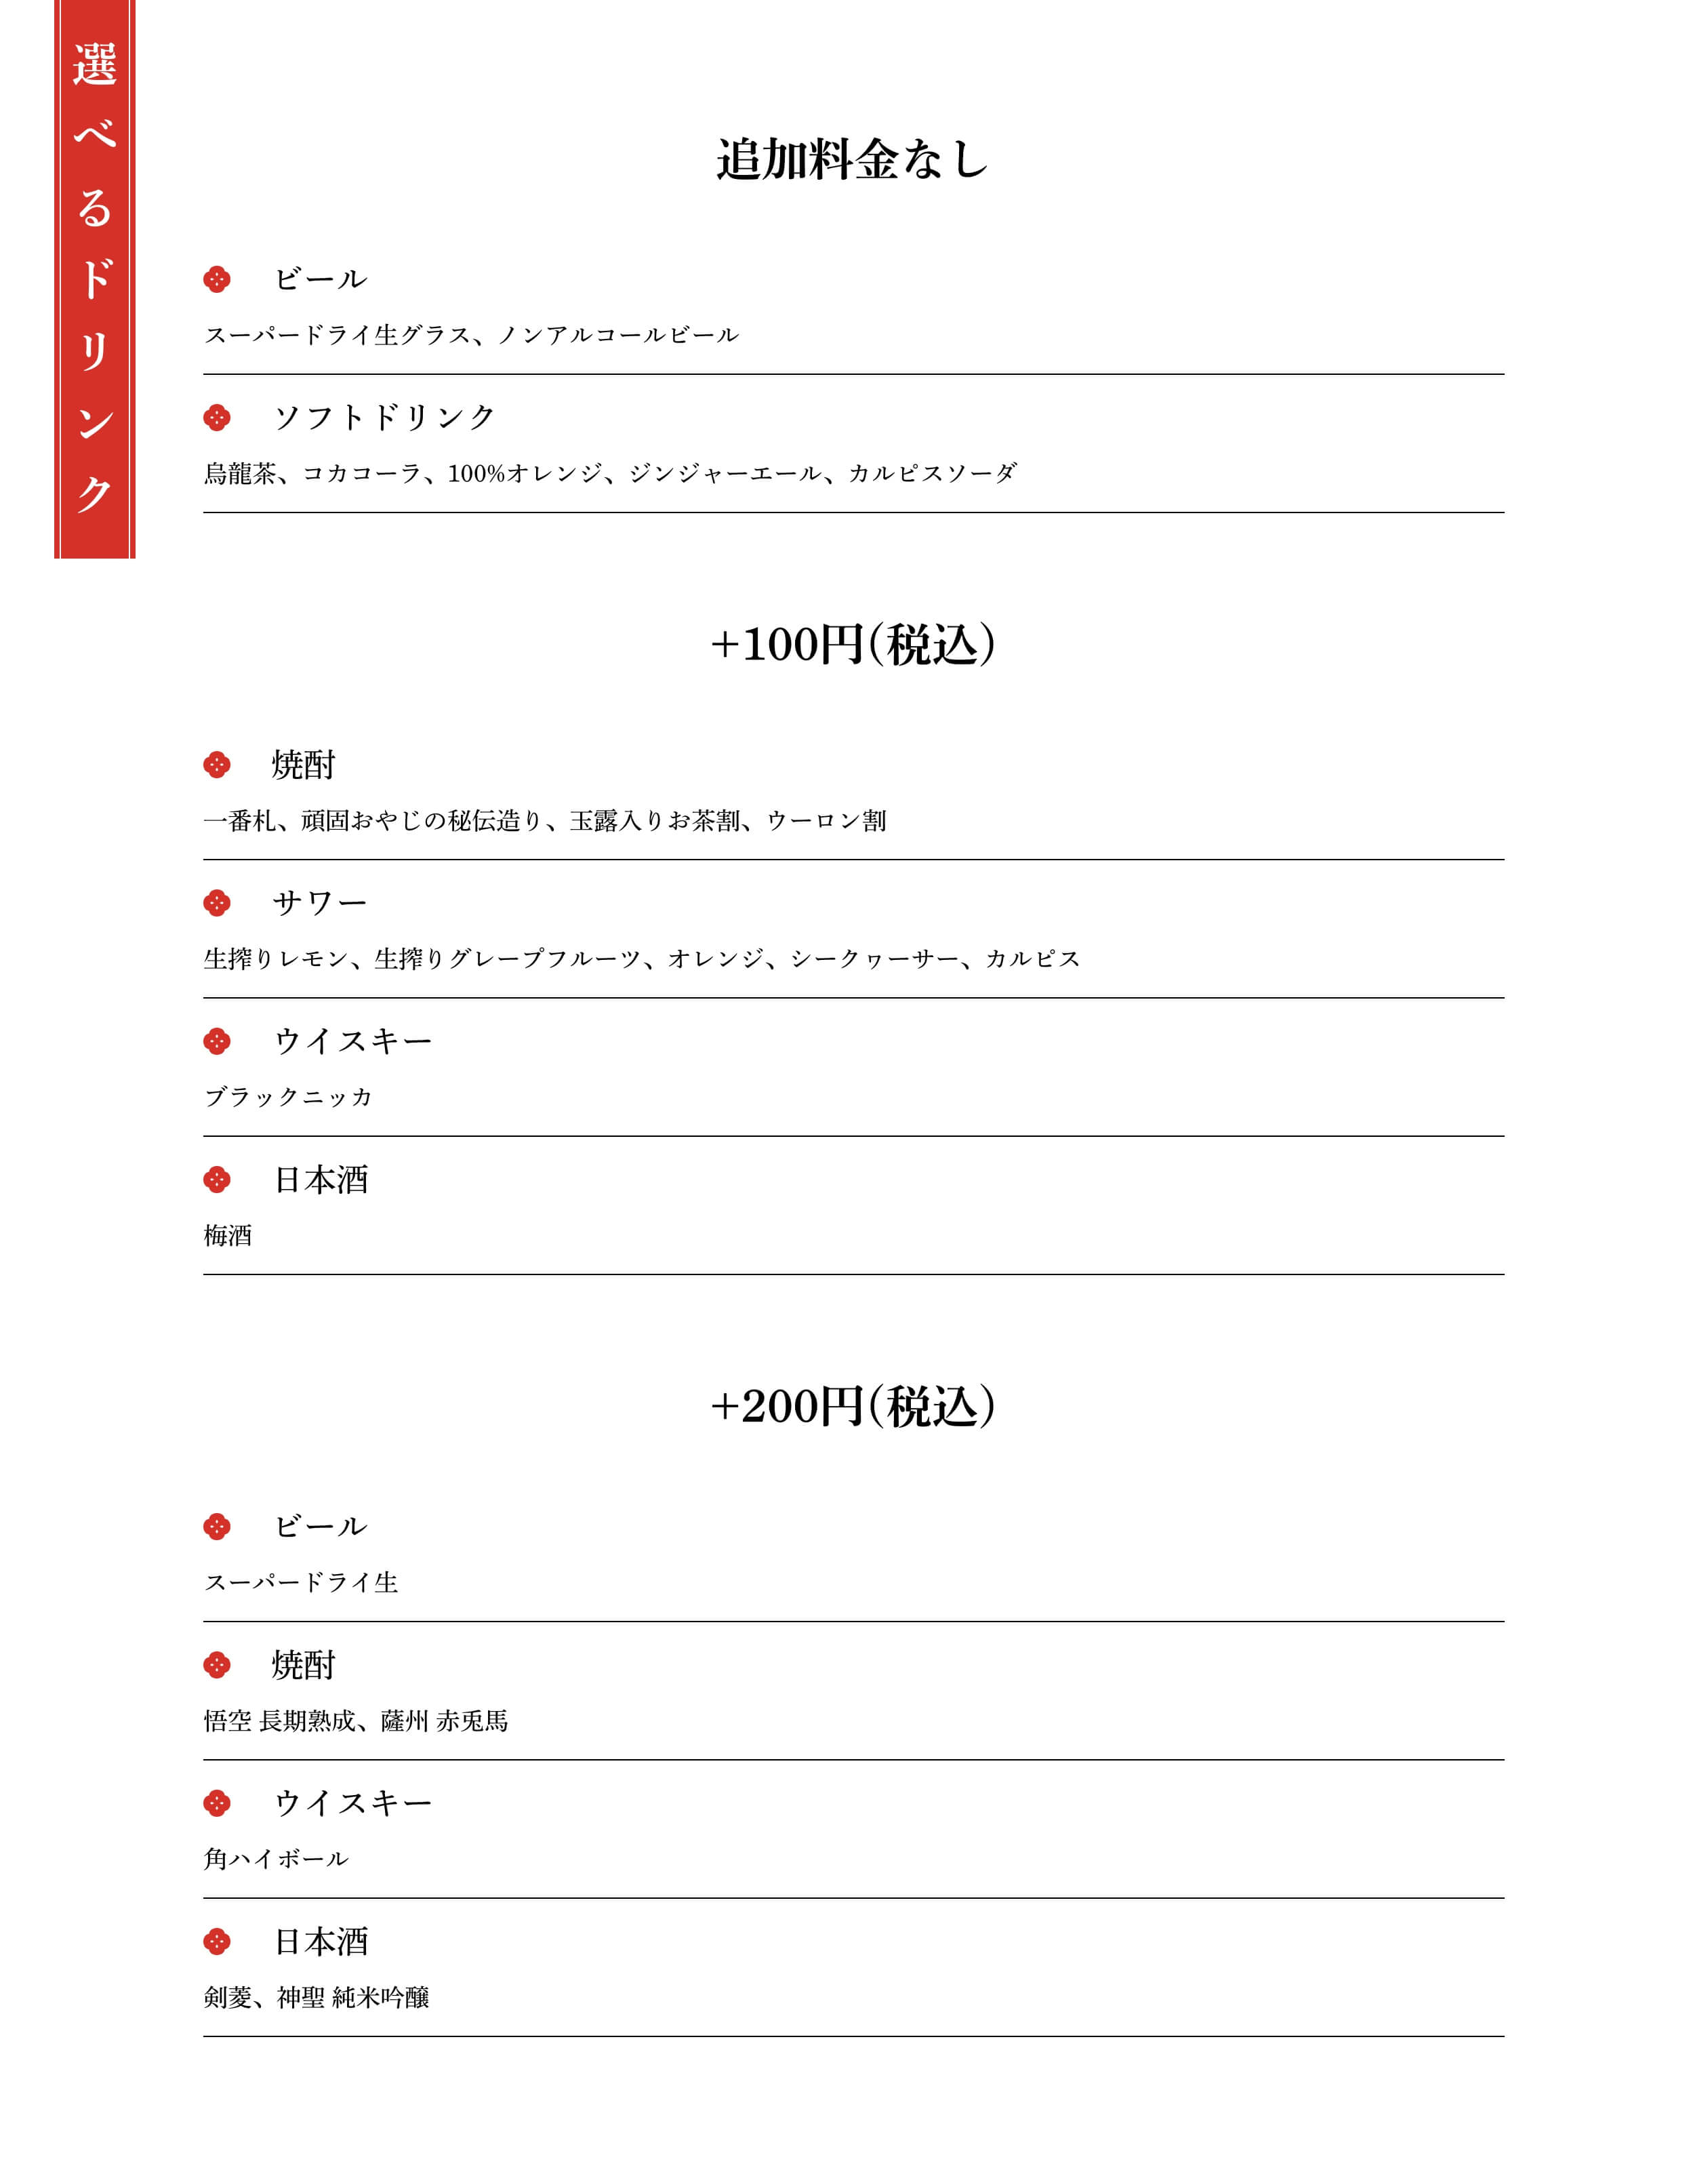 選べるドリンク
追加料金なし
ビール
スーパードライ生グラス、ノンアルコールビール
ソフトドリンク
烏龍茶、コカコーラ、100%オレンジ、ジンジャーエール、カルピスソーダ
+100円(税込)
焼酎
一番札、頑固おやじの秘伝造り、玉露入りお茶割、ウーロン割
サワー
生搾りレモン、生搾りグレープフルーツ、オレンジ、シークヮーサー、カルピス
ウイスキー
ブラックニッカ
日本酒
梅酒
+200円(税込)
ビール
スーパードライ生
焼酎
悟空 長期熟成、薩州 赤兎馬
ウイスキー
角ハイボール
日本酒
剣菱、神聖 純米吟醸